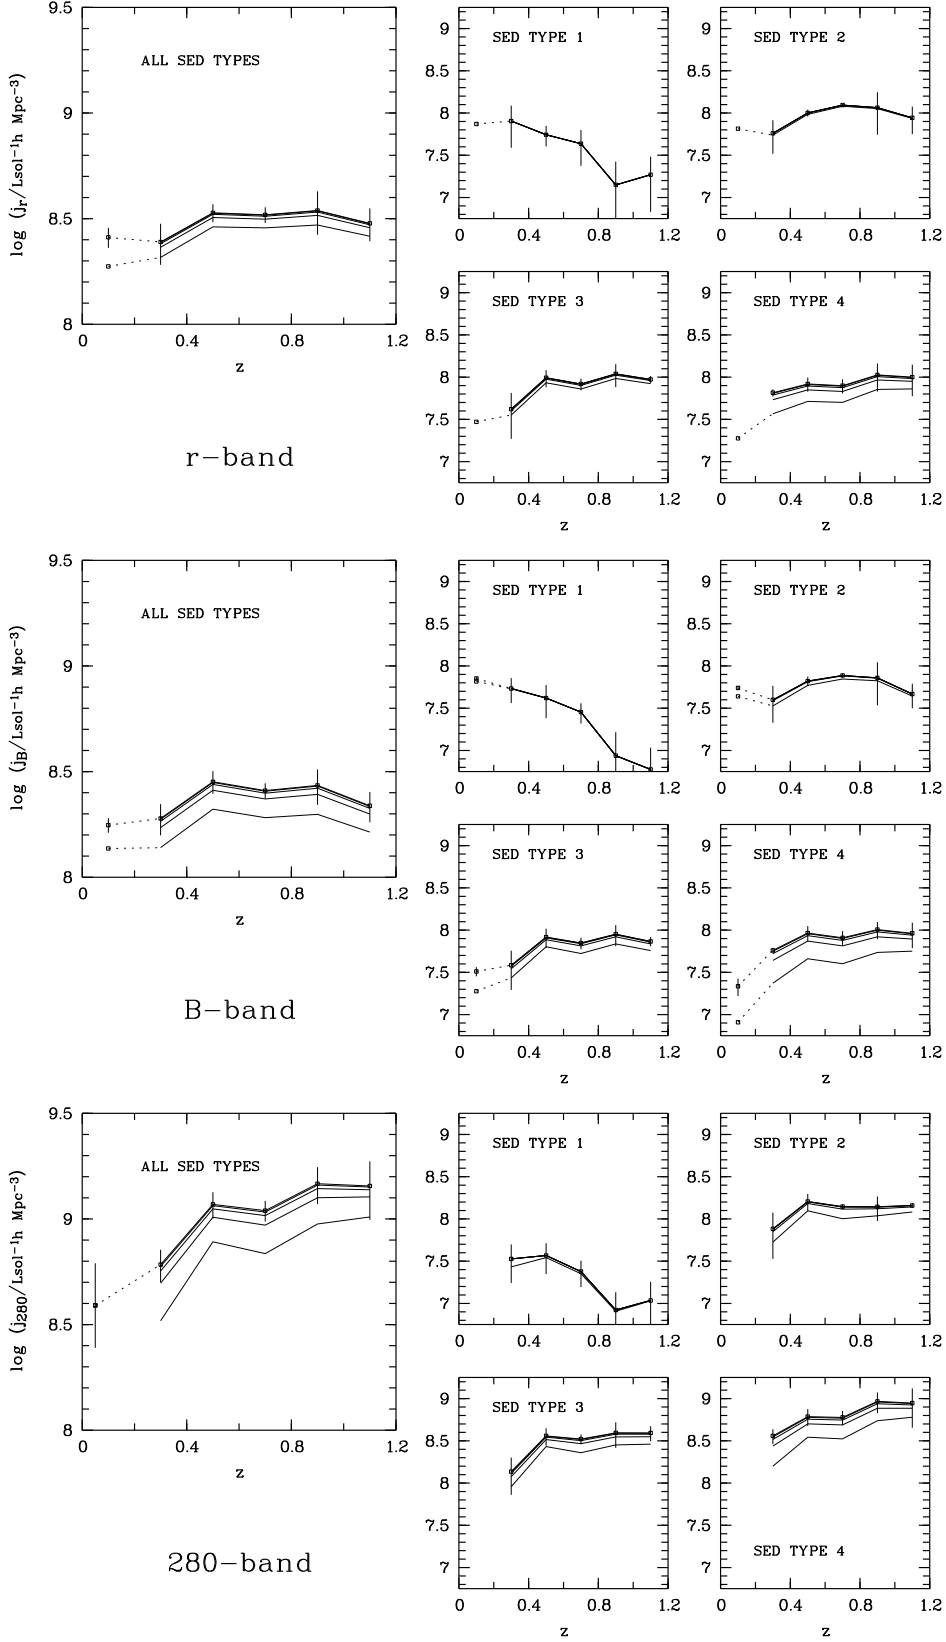 9.5
9
8.5
8
log (j_r/Lsol⁻¹h Mpc⁻³)
ALL SED TYPES
0 0.4 0.8 1.2
z
r-band
9
8.5
8
7.5
7
SED TYPE 1
0 0.4 0.8 1.2
9
8.5
8
7.5
7
SED TYPE 2
0 0.4 0.8 1.2
9
8.5
8
7.5
7
SED TYPE 3
0 0.4 0.8 1.2
z
9
8.5
8
7.5
7
SED TYPE 4
0 0.4 0.8 1.2
z
9.5
9
8.5
8
log (j_B/Lsol⁻¹h Mpc⁻³)
ALL SED TYPES
0 0.4 0.8 1.2
z
B-band
9
8.5
8
7.5
7
SED TYPE 1
0 0.4 0.8 1.2
9
8.5
8
7.5
7
SED TYPE 2
0 0.4 0.8 1.2
9
8.5
8
7.5
7
SED TYPE 3
0 0.4 0.8 1.2
z
9
8.5
8
7.5
7
SED TYPE 4
0 0.4 0.8 1.2
z
9.5
9
8.5
8
log (j_280/Lsol⁻¹h Mpc⁻³)
ALL SED TYPES
0 0.4 0.8 1.2
z
280-band
9
8.5
8
7.5
7
SED TYPE 1
0 0.4 0.8 1.2
9
8.5
8
7.5
7
SED TYPE 2
0 0.4 0.8 1.2
9
8.5
8
7.5
7
SED TYPE 3
0 0.4 0.8 1.2
z
9
8.5
8
7.5
7
SED TYPE 4
0 0.4 0.8 1.2
z